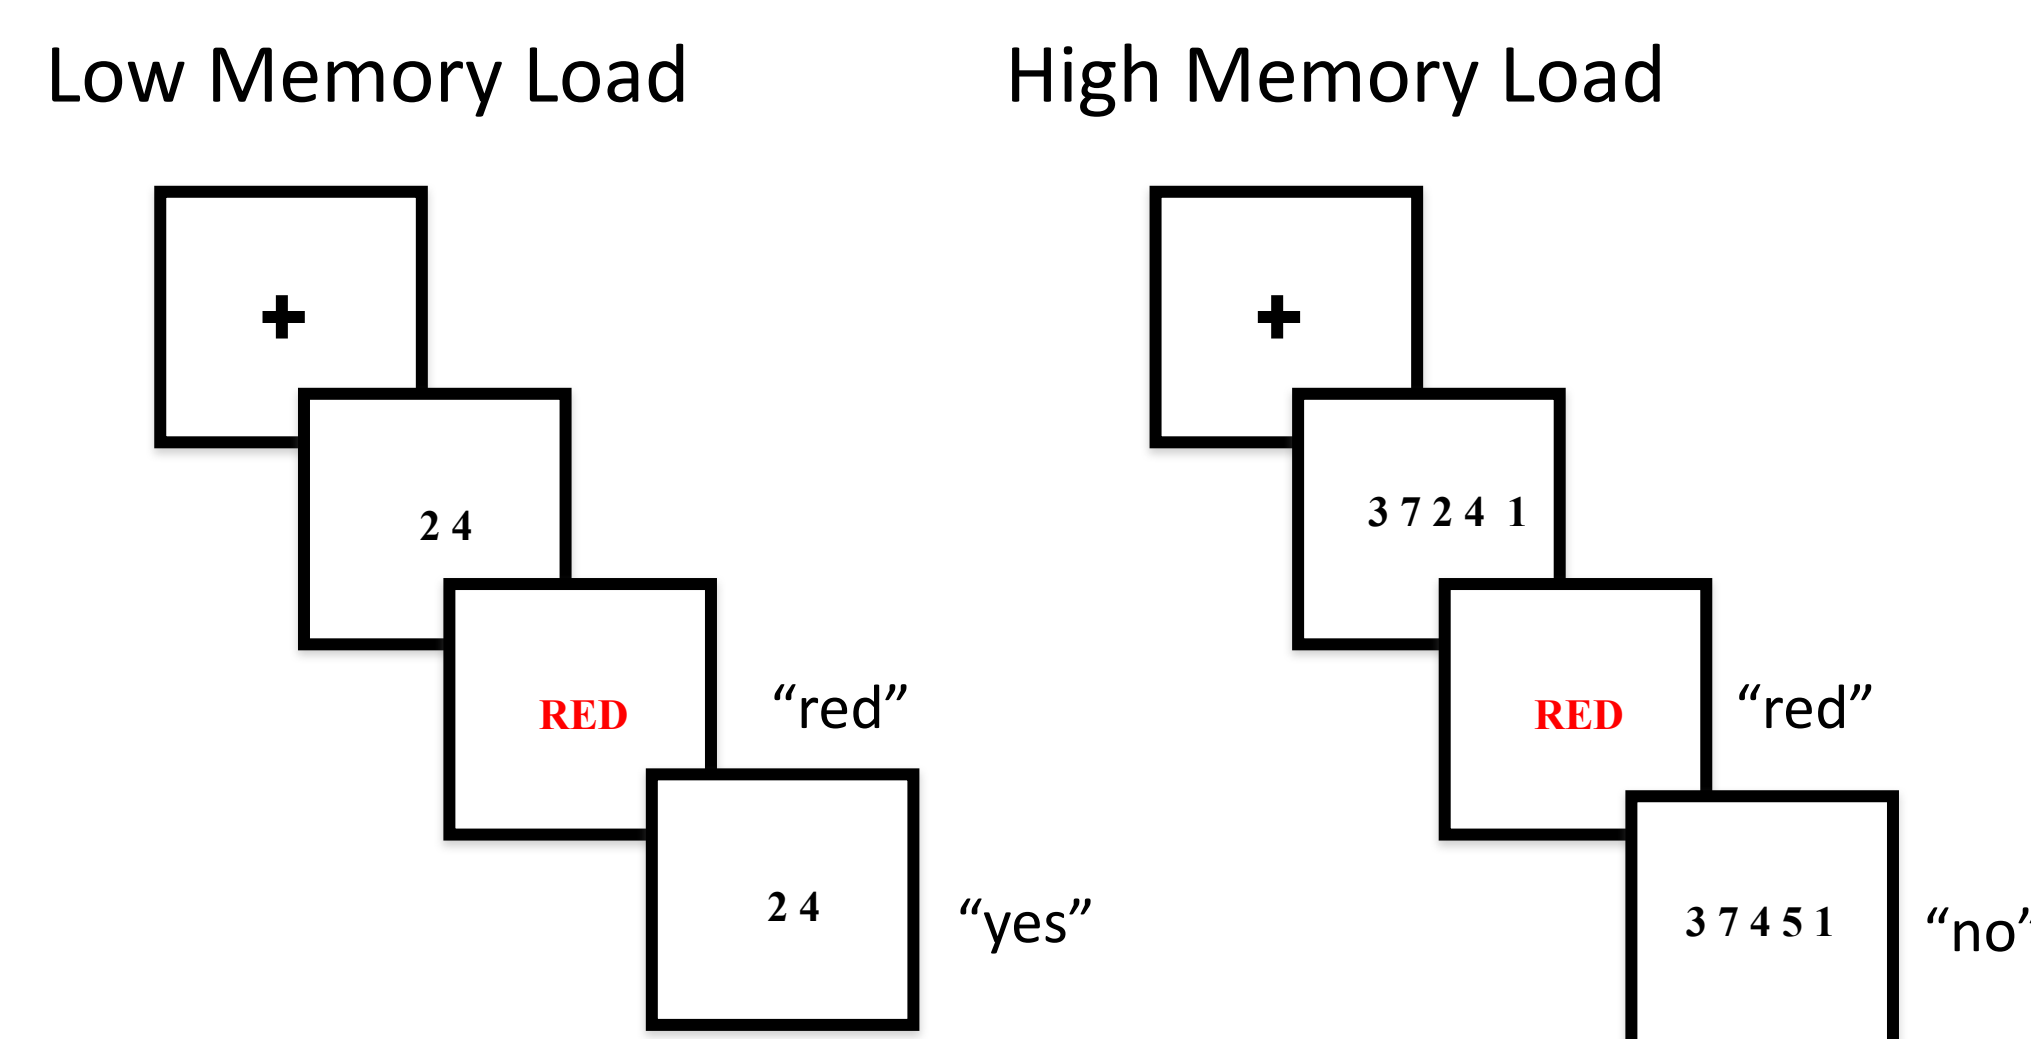 Low Memory Load
High Memory Load
+
2 4
RED
“red”
2 4
“yes”
+
3 7 2 4 1
RED
“red”
3 7 4 5 1
“no”